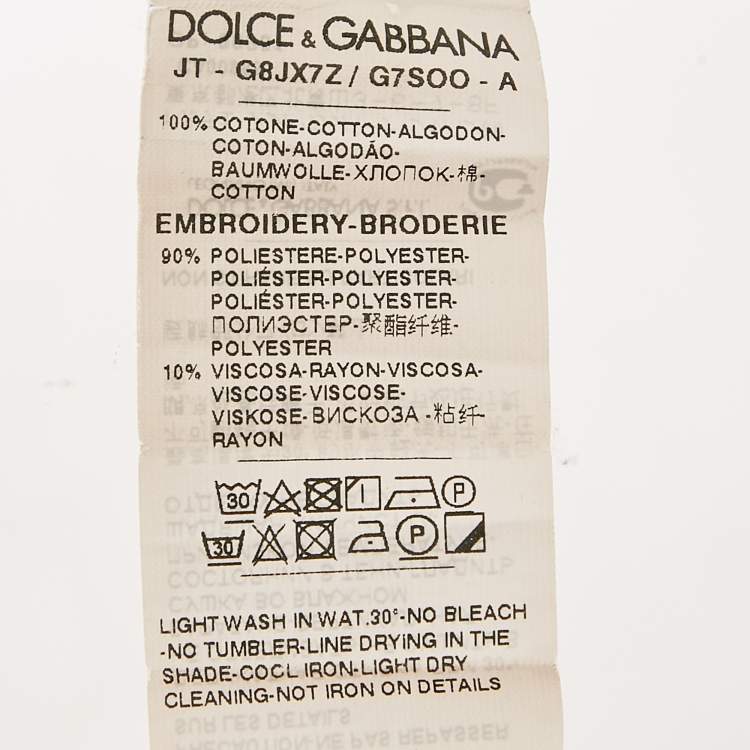 DOLCE & GABBANA
JT - G8JX7Z / G7SOO - A
100% COTONE-COTTON-ALGODON-
COTON-ALGODÃO-
BAUMWOLLE-ХЛОПОК-棉-
COTTON
EMBROIDERY-BRODERIE
90% POLIESTERE-POLYESTER-
POLIÉSTER-POLYESTER-
POLIÉSTER-POLYESTER-
ПОЛИЭСТЕР-聚酯纤维-
POLYESTER
10% VISCOSA-RAYON-VISCOSA-
VISCOSE-VISCOSE-
VISKOSE-ВИСКОЗА-粘纤-
RAYON
30 P
30 P
LIGHT WASH IN WAT.30°-NO BLEACH
-NO TUMBLER-LINE DRYING IN THE
SHADE-COCL IRON-LIGHT DRY
CLEANING-NOT IRON ON DETAILS